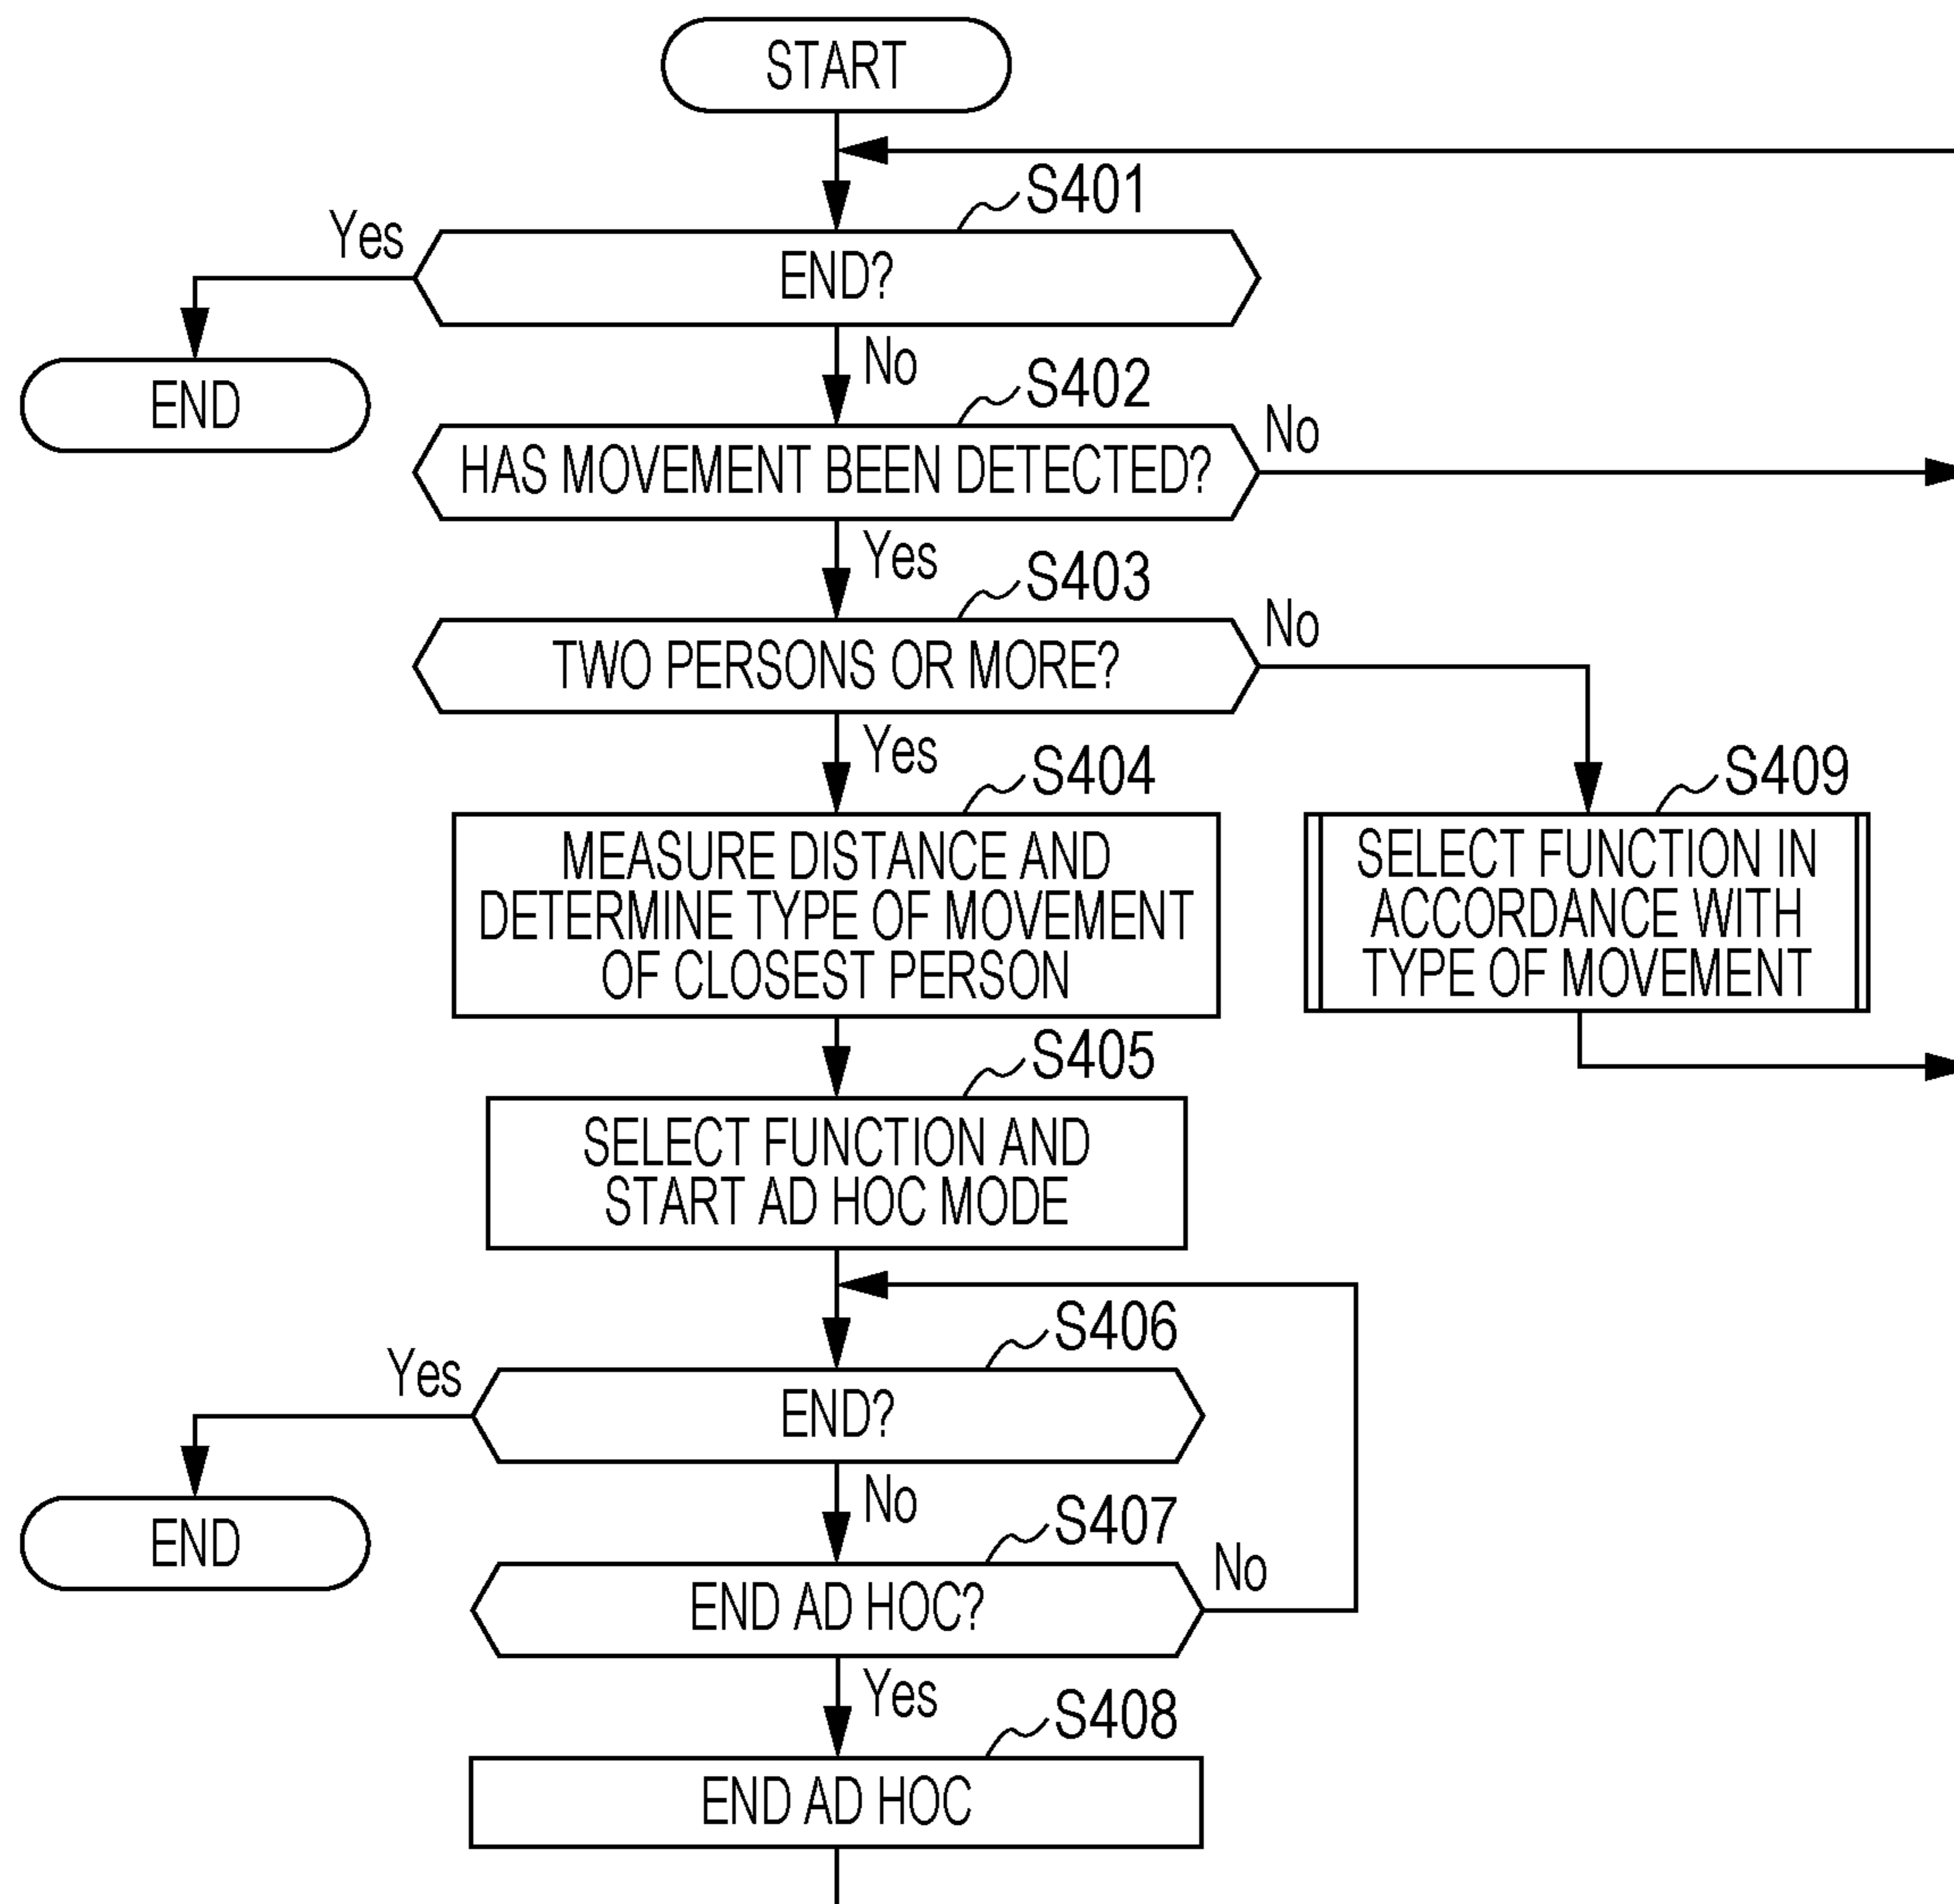 START
S401
Yes
END?
No
END
S402
HAS MOVEMENT BEEN DETECTED?
No
Yes
S403
TWO PERSONS OR MORE?
No
Yes
S404
MEASURE DISTANCE AND
DETERMINE TYPE OF MOVEMENT
OF CLOSEST PERSON
S409
SELECT FUNCTION IN
ACCORDANCE WITH
TYPE OF MOVEMENT
S405
SELECT FUNCTION AND
START AD HOC MODE
S406
Yes
END?
No
END
S407
END AD HOC?
No
Yes
S408
END AD HOC